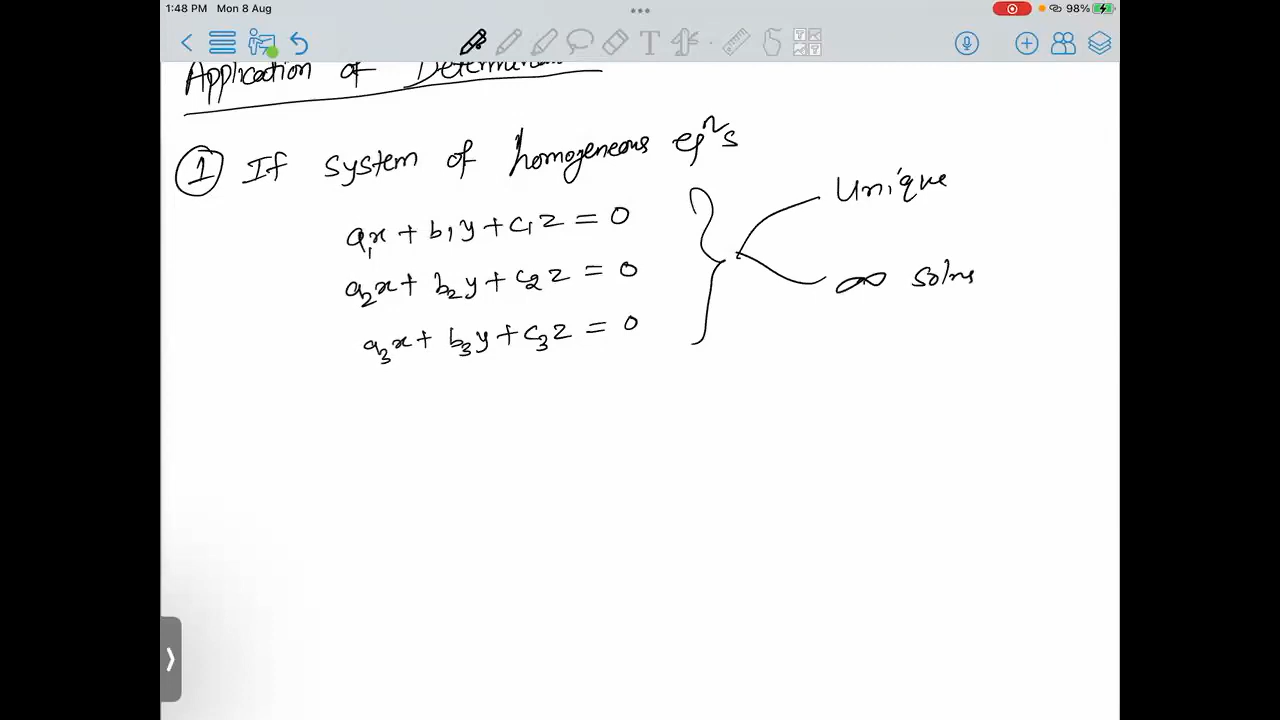 1:48 PM Mon 8 Aug
98%
Application of Determinan
① If system of homogeneous eqⁿs
a₁x + b₁y + c₁z = 0
a₂x + b₂y + c₂z = 0
a₃x + b₃y + c₃z = 0
Unique
∞ solns